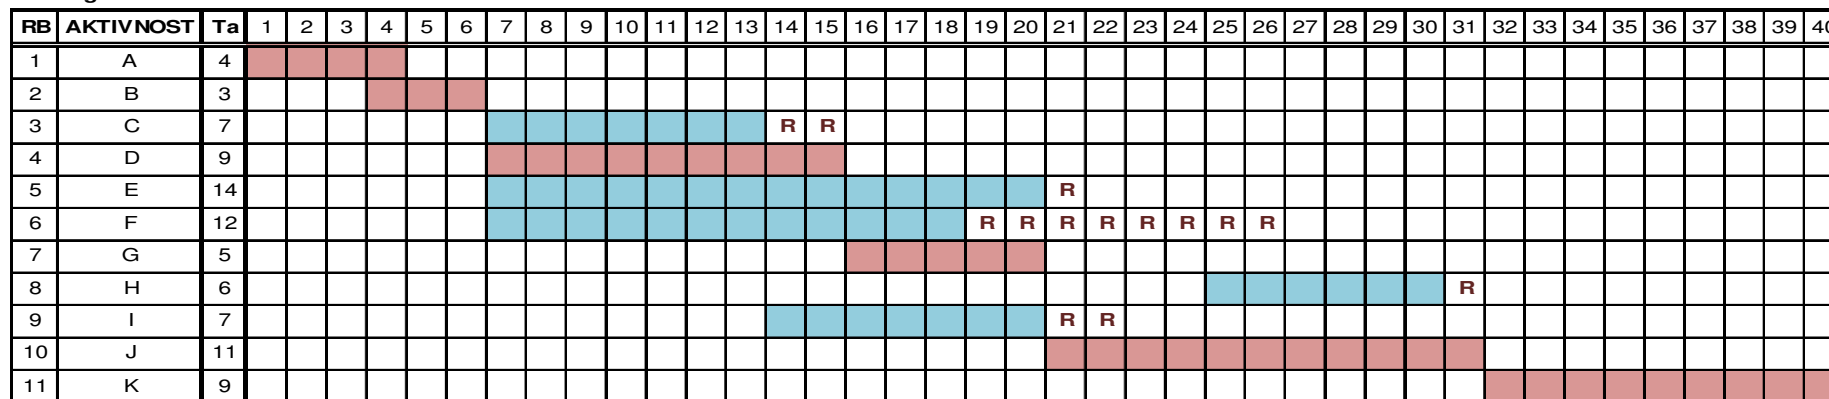 RB AKTIVNOST Ta 1 2 3 4 5 6 7 8 9 10 11 12 13 14 15 16 17 18 19 20 21 22 23 24 25 26 27 28 29 30 31 32 33 34 35 36 37 38 39 40
1 A 4
2 B 3
3 C 7 R R
4 D 9
5 E 14 R
6 F 12 R R R R R R R R
7 G 5
8 H 6 R
9 I 7 R R
10 J 11
11 K 9